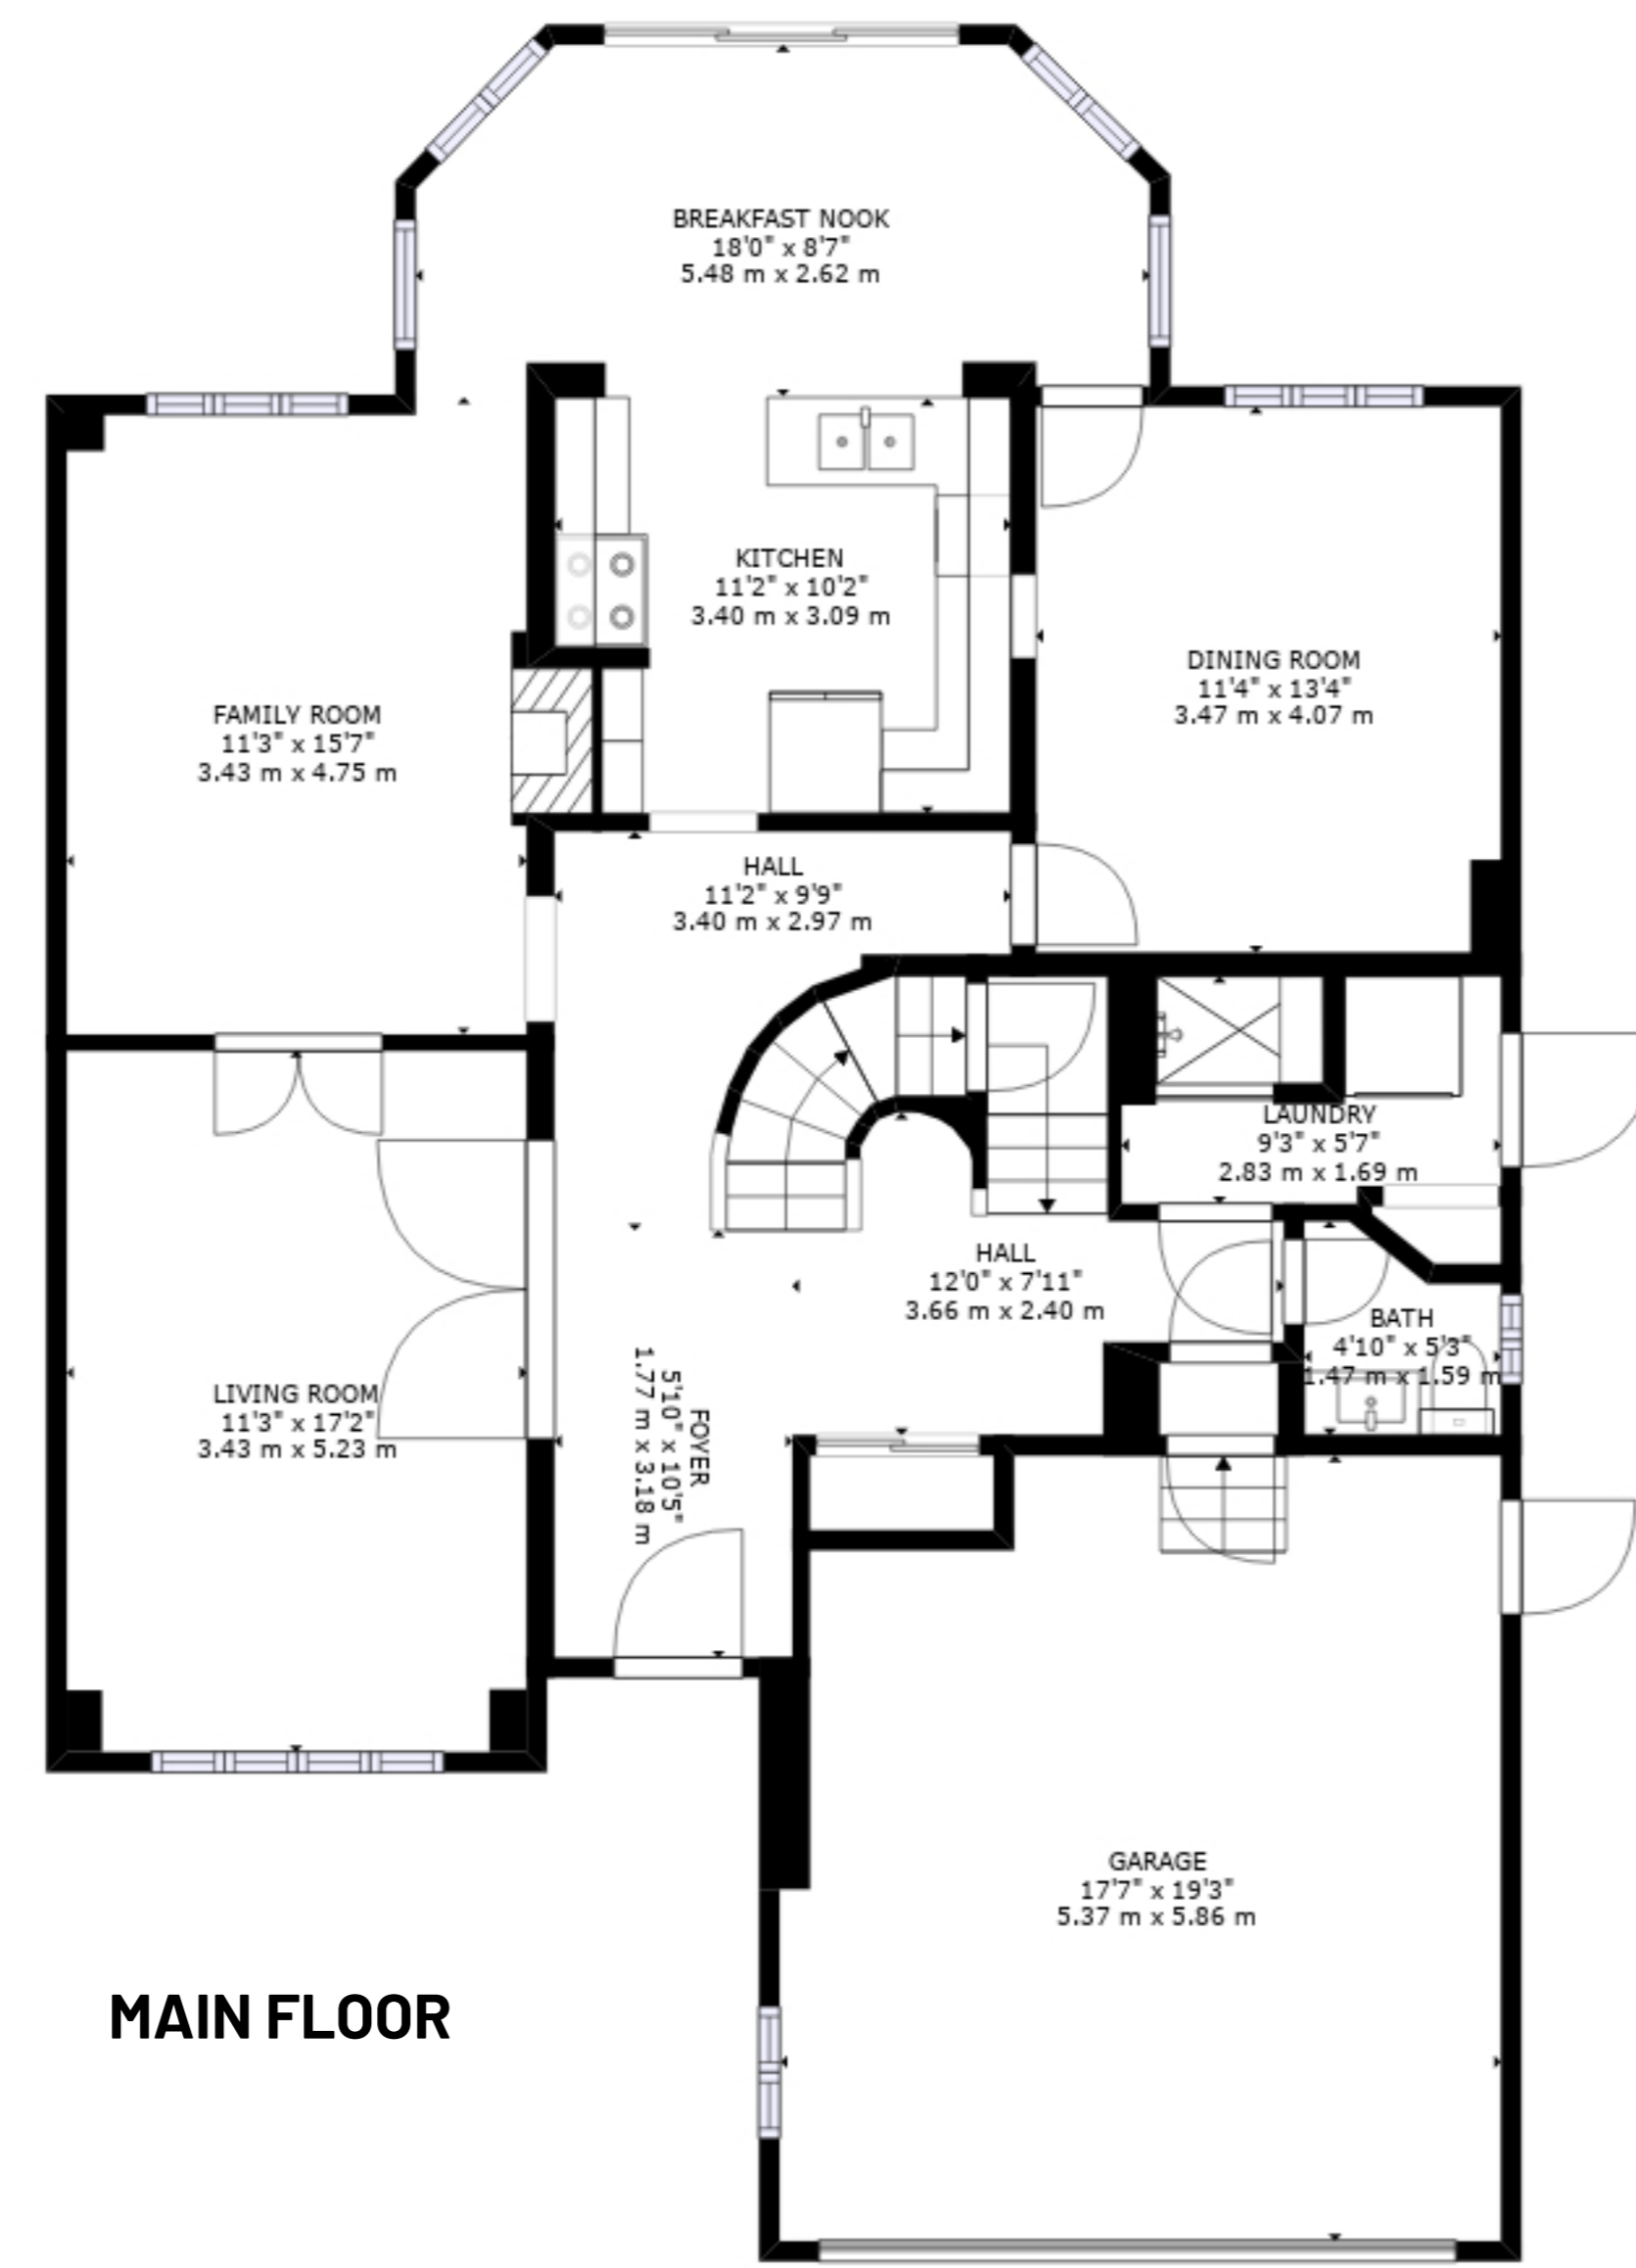 BREAKFAST NOOK
18'0" x 8'7"
5.48 m x 2.62 m
KITCHEN
11'2" x 10'2"
3.40 m x 3.09 m
DINING ROOM
11'4" x 13'4"
3.47 m x 4.07 m
FAMILY ROOM
11'3" x 15'7"
3.43 m x 4.75 m
HALL
11'2" x 9'9"
3.40 m x 2.97 m
LAUNDRY
9'3" x 5'7"
2.83 m x 1.69 m
HALL
12'0" x 7'11"
3.66 m x 2.40 m
BATH
4'10" x 5'3"
1.47 m x 1.59 m
LIVING ROOM
11'3" x 17'2"
3.43 m x 5.23 m
FOYER
5'10" x 10'5"
1.77 m x 3.18 m
GARAGE
17'7" x 19'3"
5.37 m x 5.86 m
MAIN FLOOR